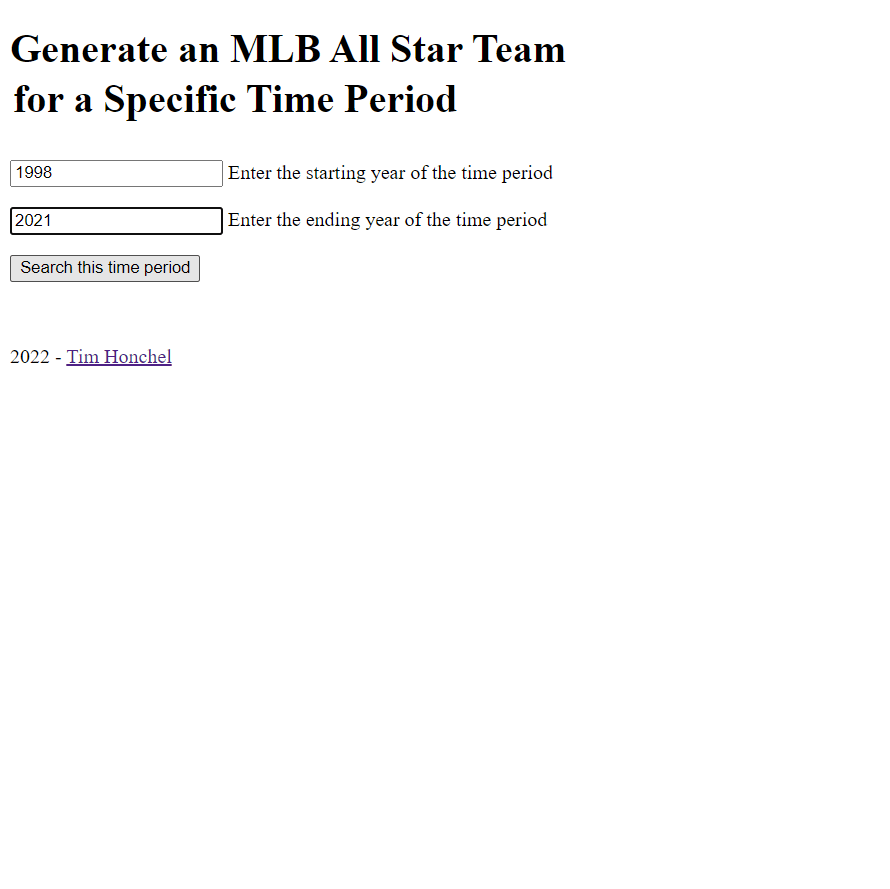 Generate an MLB All Star Team
for a Specific Time Period
1998 Enter the starting year of the time period
2021 Enter the ending year of the time period
Search this time period
2022 - Tim Honchel